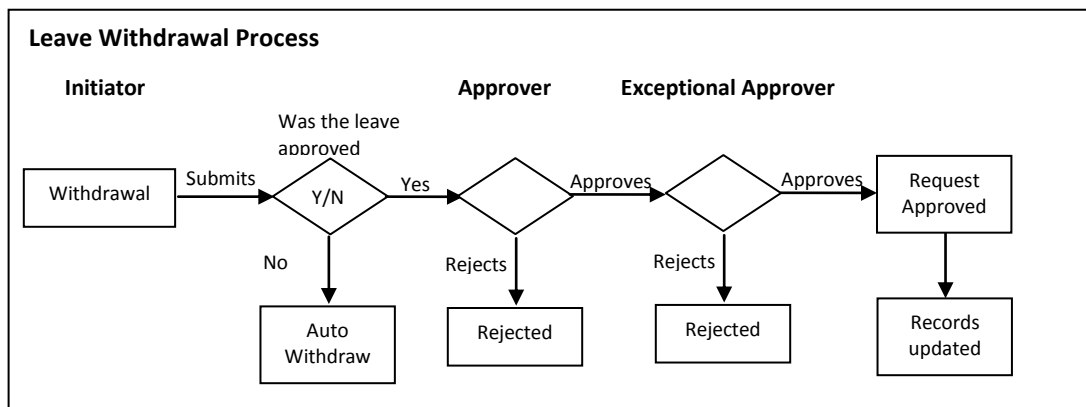 Leave Withdrawal Process
Initiator
Approver
Exceptional Approver
Was the leave
approved
Withdrawal
Submits
Y/N
Yes
Approves
Approves
Request
Approved
No
Rejects
Rejects
Auto
Withdraw
Rejected
Rejected
Records
updated